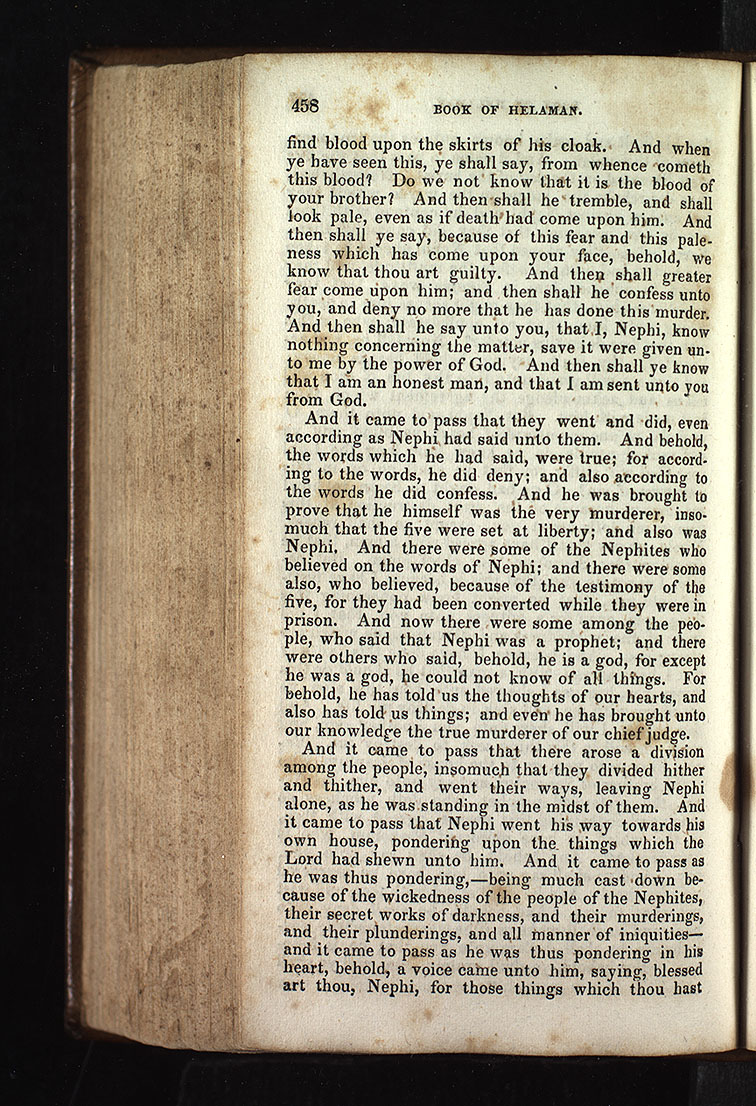 458 BOOK OF HELAMAN.
find blood upon the skirts of his cloak. And when
ye have seen this, ye shall say, from whence cometh
this blood? Do we not know that it is the blood of
your brother? And then shall he tremble, and shall
look pale, even as if death had come upon him. And
then shall ye say, because of this fear and this pale-
ness which has come upon your face, behold, we
know that thou art guilty. And then shall greater
fear come upon him; and then shall he confess unto
you, and deny no more that he has done this murder.
And then shall he say unto you, that I, Nephi, know
nothing concerning the matter, save it were given un-
to me by the power of God. And then shall ye know
that I am an honest man, and that I am sent unto you
from God.
And it came to pass that they went and did, even
according as Nephi had said unto them. And behold,
the words which he had said, were true; for accord-
ing to the words, he did deny; and also according to
the words he did confess. And he was brought to
prove that he himself was the very murderer, inso-
much that the five were set at liberty; and also was
Nephi. And there were some of the Nephites who
believed on the words of Nephi; and there were some
also, who believed, because of the testimony of the
five, for they had been converted while they were in
prison. And now there were some among the peo-
ple, who said that Nephi was a prophet; and there
were others who said, behold, he is a god, for except
he was a god, he could not know of all things. For
behold, he has told us the thoughts of our hearts, and
also has told us things; and even he has brought unto
our knowledge the true murderer of our chief judge.
And it came to pass that there arose a division
among the people, insomuch that they divided hither
and thither, and went their ways, leaving Nephi
alone, as he was standing in the midst of them. And
it came to pass that Nephi went his way towards his
own house, pondering upon the things which the
Lord had shewn unto him. And it came to pass as
he was thus pondering,—being much cast down be-
cause of the wickedness of the people of the Nephites,
their secret works of darkness, and their murderings,
and their plunderings, and all manner of iniquities—
and it came to pass as he was thus pondering in his
heart, behold, a voice came unto him, saying, blessed
art thou, Nephi, for those things which thou hast